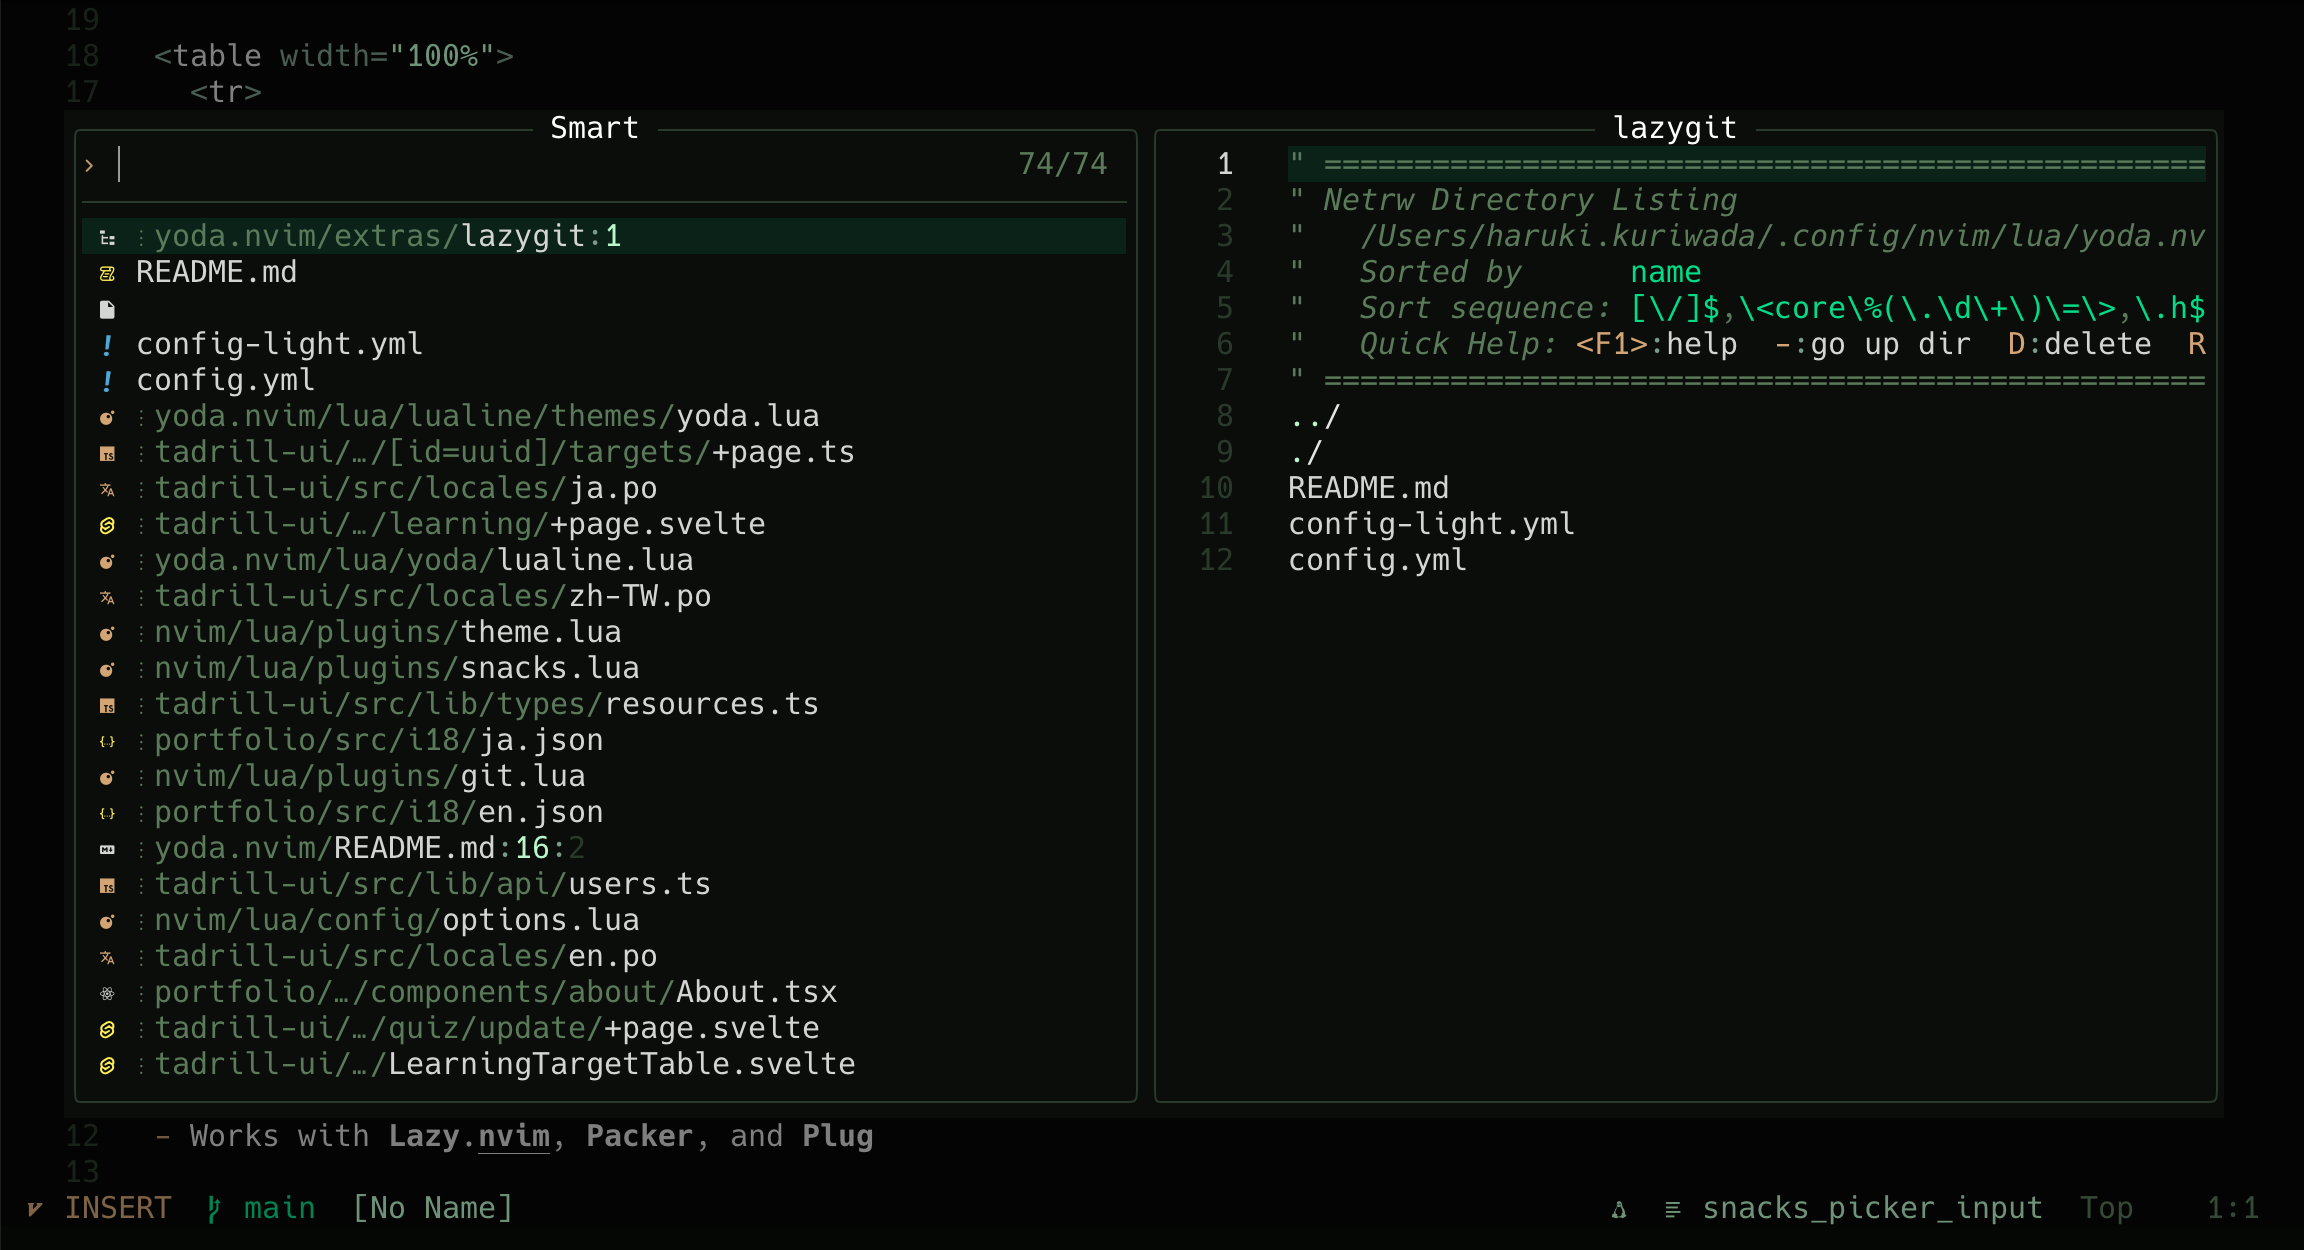 19
18 <table width="100%">
17 <tr>
Smart
> 74/74
yoda.nvim/extras/lazygit:1
README.md
! config-light.yml
! config.yml
yoda.nvim/lua/lualine/themes/yoda.lua
TS tadrill-ui/…/[id=uuid]/targets/+page.ts
tadrill-ui/src/locales/ja.po
tadrill-ui/…/learning/+page.svelte
yoda.nvim/lua/yoda/lualine.lua
tadrill-ui/src/locales/zh-TW.po
nvim/lua/plugins/theme.lua
nvim/lua/plugins/snacks.lua
TS tadrill-ui/src/lib/types/resources.ts
{..} portfolio/src/i18/ja.json
nvim/lua/plugins/git.lua
{..} portfolio/src/i18/en.json
yoda.nvim/README.md:16:2
TS tadrill-ui/src/lib/api/users.ts
nvim/lua/config/options.lua
tadrill-ui/src/locales/en.po
portfolio/…/components/about/About.tsx
tadrill-ui/…/quiz/update/+page.svelte
tadrill-ui/…/LearningTargetTable.svelte
lazygit
1 " =================================================
2 " Netrw Directory Listing
3 "   /Users/haruki.kuriwada/.config/nvim/lua/yoda.nv
4 "   Sorted by      name
5 "   Sort sequence: [\/]$,\<core\%(\.\d\+\)\=\>,\.h$
6 "   Quick Help: <F1>:help  -:go up dir  D:delete  R
7 " =================================================
8 ../
9 ./
10 README.md
11 config-light.yml
12 config.yml
12 - Works with Lazy.nvim, Packer, and Plug
13
INSERT main [No Name] snacks_picker_input Top 1:1